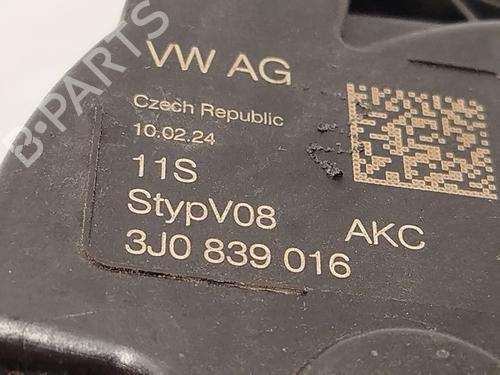 VW AG
Czech Republic
10.02.24
11S
StypV08
3J0 839 016 AKC
B-PARTS